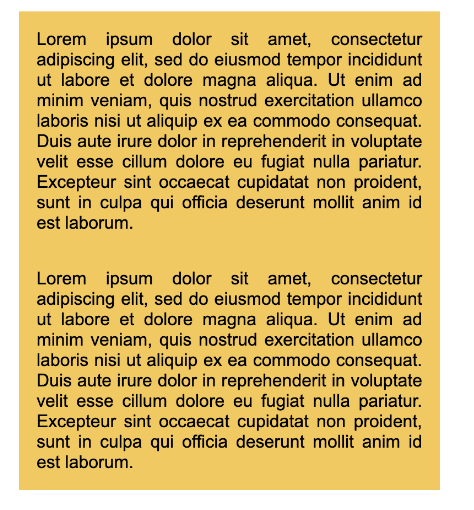 Lorem ipsum dolor sit amet, consectetur
adipiscing elit, sed do eiusmod tempor incididunt
ut labore et dolore magna aliqua. Ut enim ad
minim veniam, quis nostrud exercitation ullamco
laboris nisi ut aliquip ex ea commodo consequat.
Duis aute irure dolor in reprehenderit in voluptate
velit esse cillum dolore eu fugiat nulla pariatur.
Excepteur sint occaecat cupidatat non proident,
sunt in culpa qui officia deserunt mollit anim id
est laborum.
Lorem ipsum dolor sit amet, consectetur
adipiscing elit, sed do eiusmod tempor incididunt
ut labore et dolore magna aliqua. Ut enim ad
minim veniam, quis nostrud exercitation ullamco
laboris nisi ut aliquip ex ea commodo consequat.
Duis aute irure dolor in reprehenderit in voluptate
velit esse cillum dolore eu fugiat nulla pariatur.
Excepteur sint occaecat cupidatat non proident,
sunt in culpa qui officia deserunt mollit anim id
est laborum.